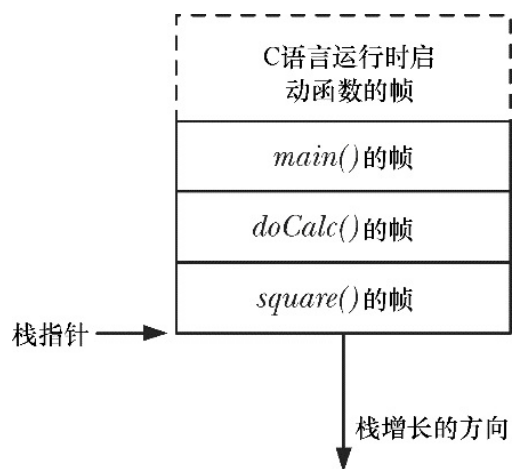 C语言运行时启
动函数的帧
main()的帧
doCalc()的帧
square()的帧
栈指针
栈增长的方向